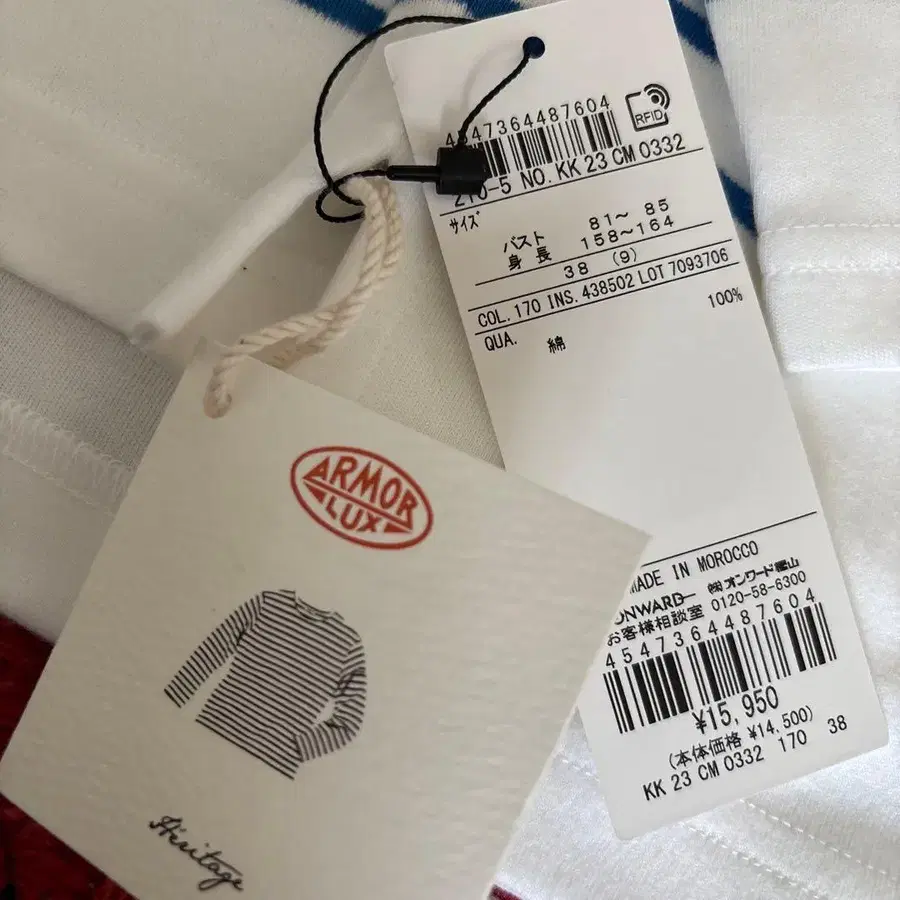 4547364487604
RFID
210-5 NO. KK 23 CM 0332
サイズ
バスト 81～ 85
身 長 158～164
38 (9)
COL. 170 INS. 438502 LOT 7093706
QUA. 綿 100%
MADE IN MOROCCO
ONWARD ㈱オンワード樫山
お客様相談室 0120-58-6300
4547364487604
¥15,950
(本体価格 ¥14,500)
KK 23 CM 0332 170 38
ARMOR
LUX
Héritage